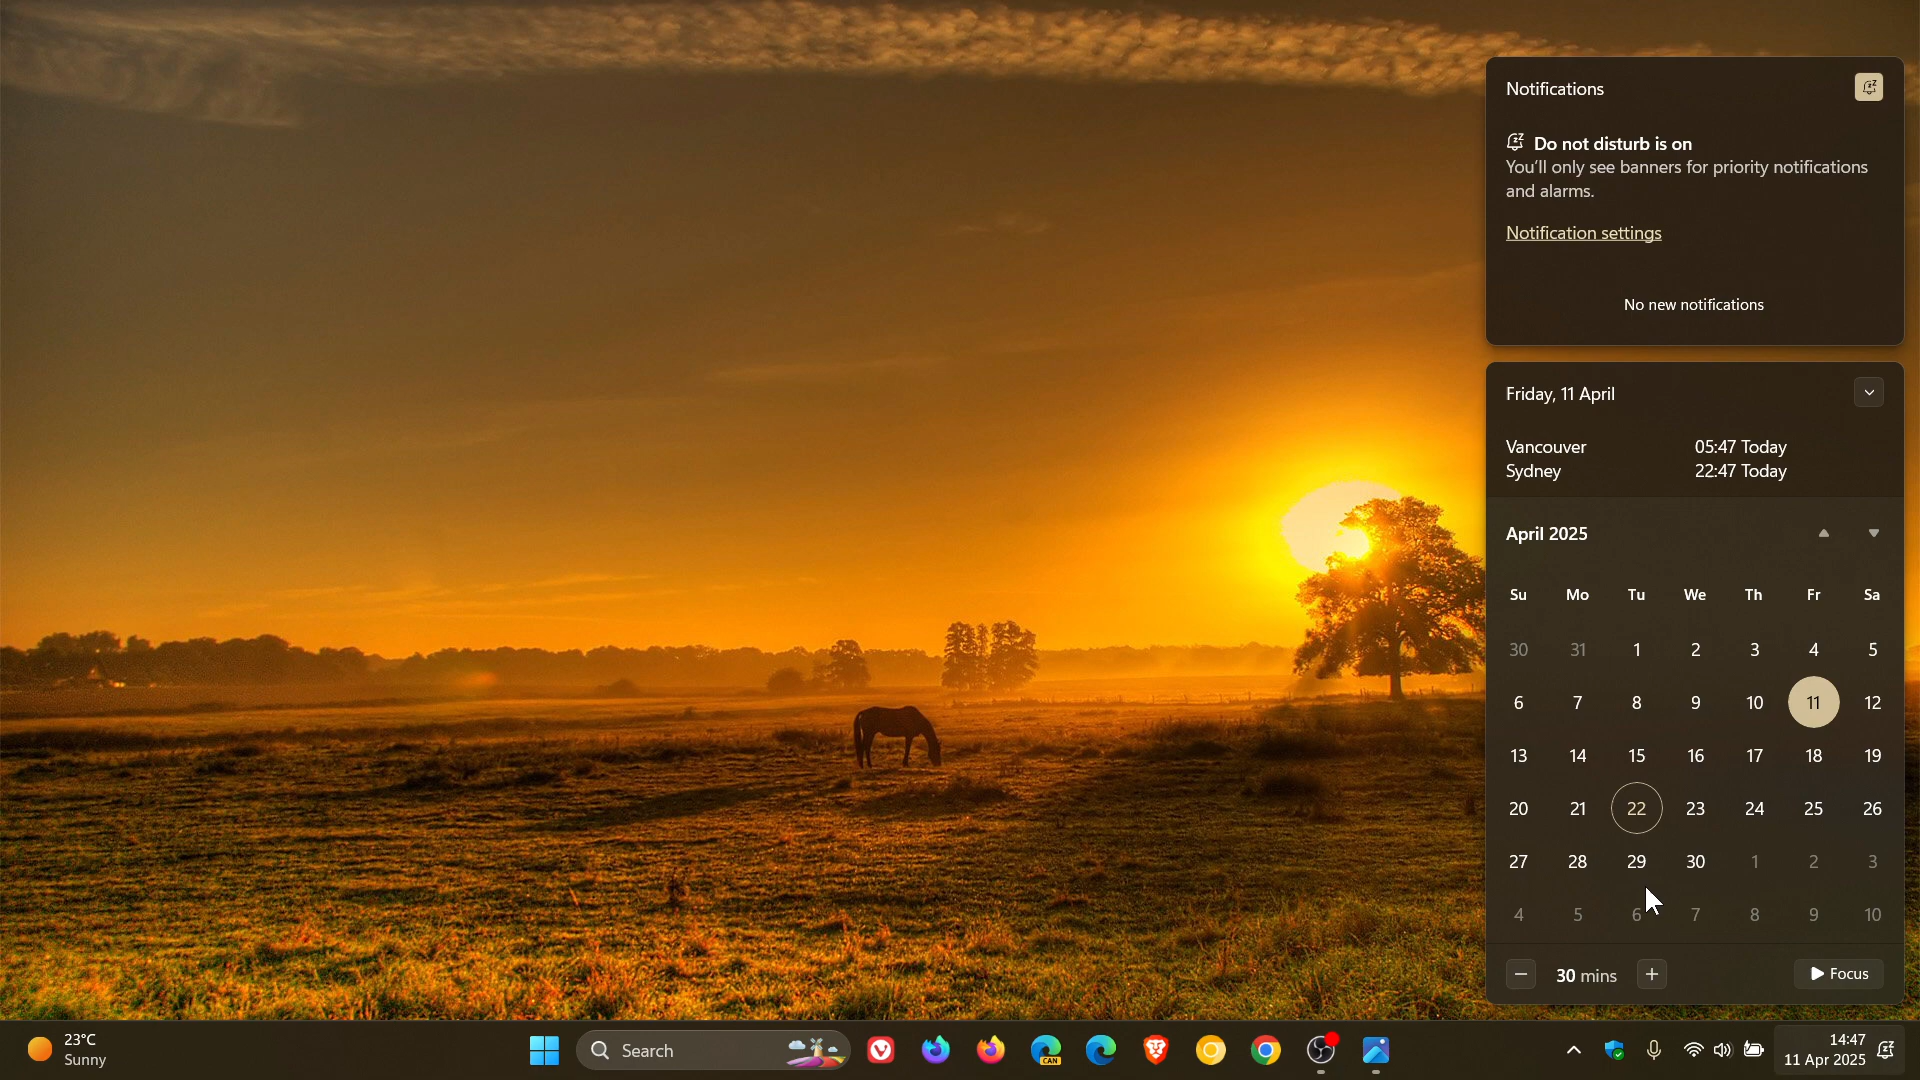 Notifications
Do not disturb is on
You'll only see banners for priority notifications
and alarms.
Notification settings
No new notifications
Friday, 11 April
Vancouver 05:47 Today
Sydney 22:47 Today
April 2025
Su Mo Tu We Th Fr Sa
30 31 1 2 3 4 5
6 7 8 9 10 11 12
13 14 15 16 17 18 19
20 21 22 23 24 25 26
27 28 29 30 1 2 3
4 5 6 7 8 9 10
30 mins Focus
23°C
Sunny
Search
CAN
14:47
11 Apr 2025